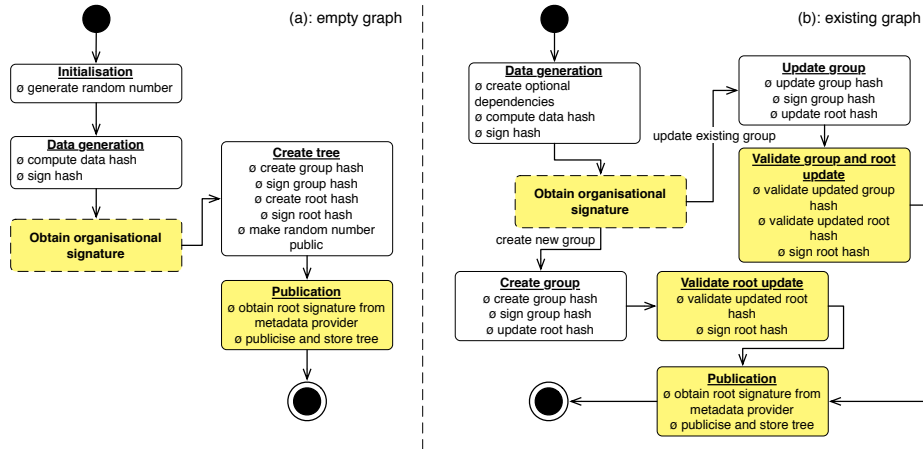 (a): empty graph
Initialisation
ø generate random number
Data generation
ø compute data hash
ø sign hash
Obtain organisational
signature
Create tree
ø create group hash
ø sign group hash
ø create root hash
ø sign root hash
ø make random number
public
Publication
ø obtain root signature from
metadata provider
ø publicise and store tree
(b): existing graph
Data generation
ø create optional
dependencies
ø compute data hash
ø sign hash
Obtain organisational
signature
update existing group
Update group
ø update group hash
ø sign group hash
ø update root hash
Validate group and root
update
ø validate updated group
hash
ø validate updated root
hash
ø sign root hash
create new group
Create group
ø create group hash
ø sign group hash
ø update root hash
Validate root update
ø validate updated root
hash
ø sign root hash
Publication
ø obtain root signature from
metadata provider
ø publicise and store tree